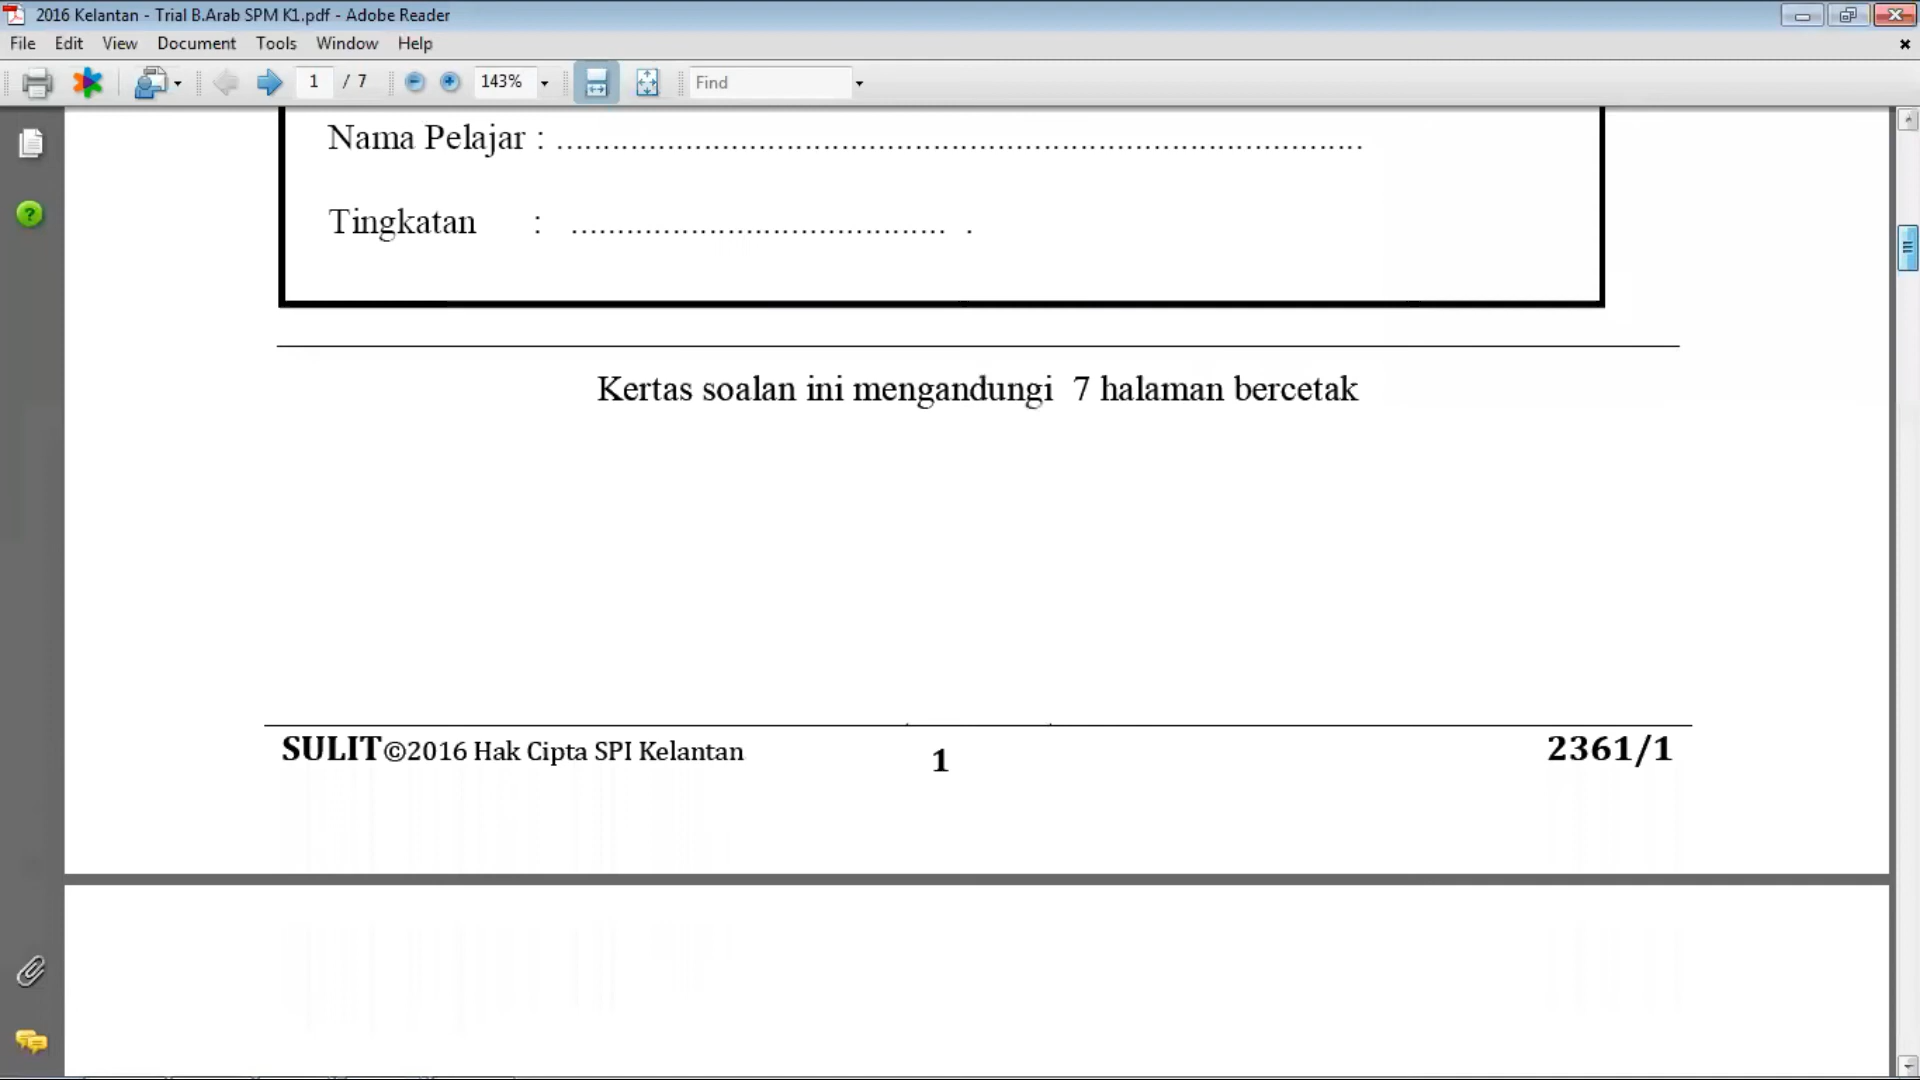 2016 Kelantan - Trial B.Arab SPM K1.pdf - Adobe Reader
File Edit View Document Tools Window Help
1 / 7 143% Find
Nama Pelajar : ......................................................................................
Tingkatan : ........................................ .
Kertas soalan ini mengandungi 7 halaman bercetak
SULIT©2016 Hak Cipta SPI Kelantan 1 2361/1